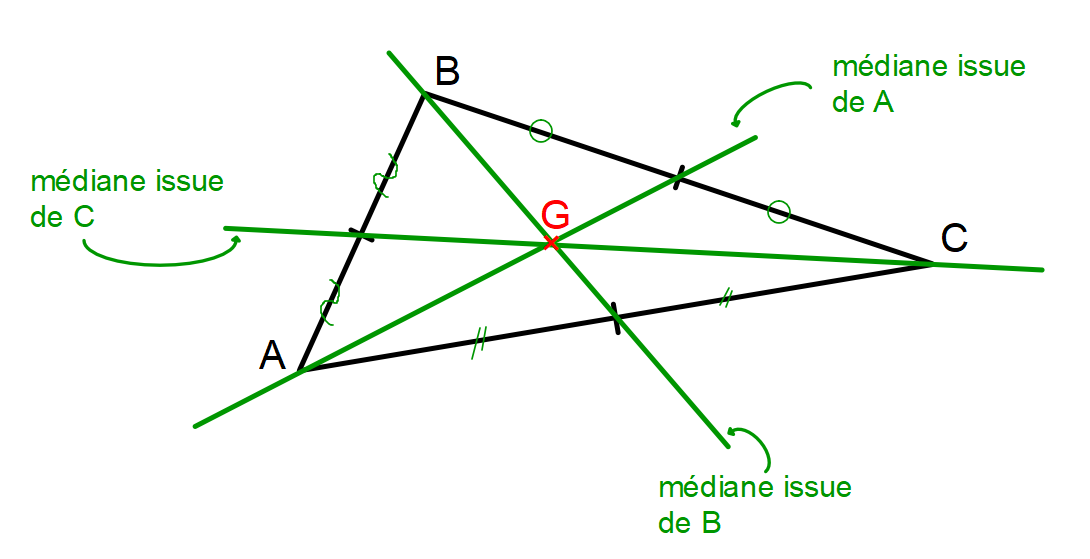 B
médiane issue
de A
médiane issue
de C
G
C
A
médiane issue
de B